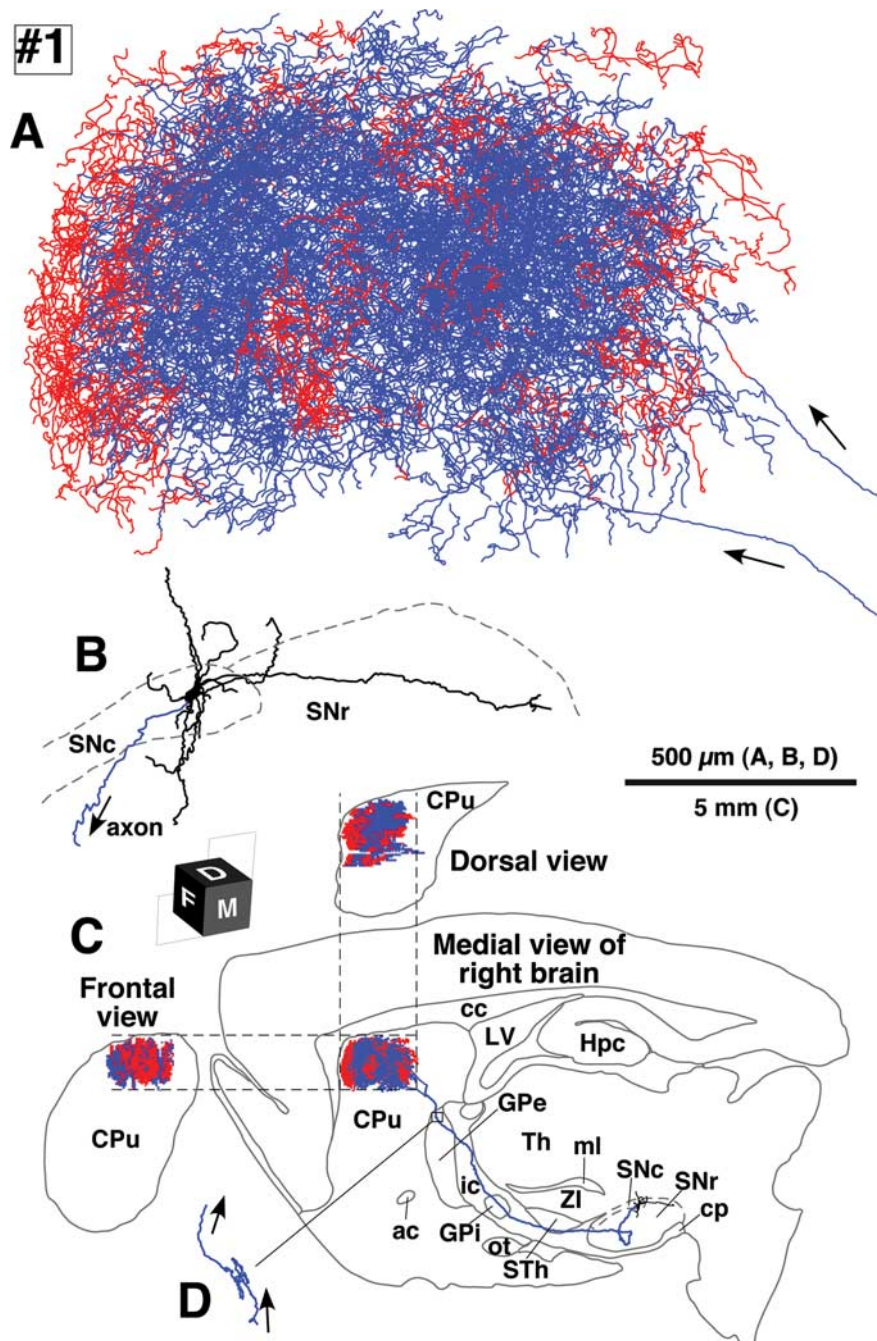 #1
A
B
SNc
SNr
axon
500 µm (A, B, D)
5 mm (C)
CPu
Dorsal view
D
F
M
C
Medial view of
right brain
Frontal
view
cc
LV
Hpc
CPu
CPu
GPe
Th
ml
SNc
SNr
ZI
ic
cp
ac
GPi
ot
STh
D